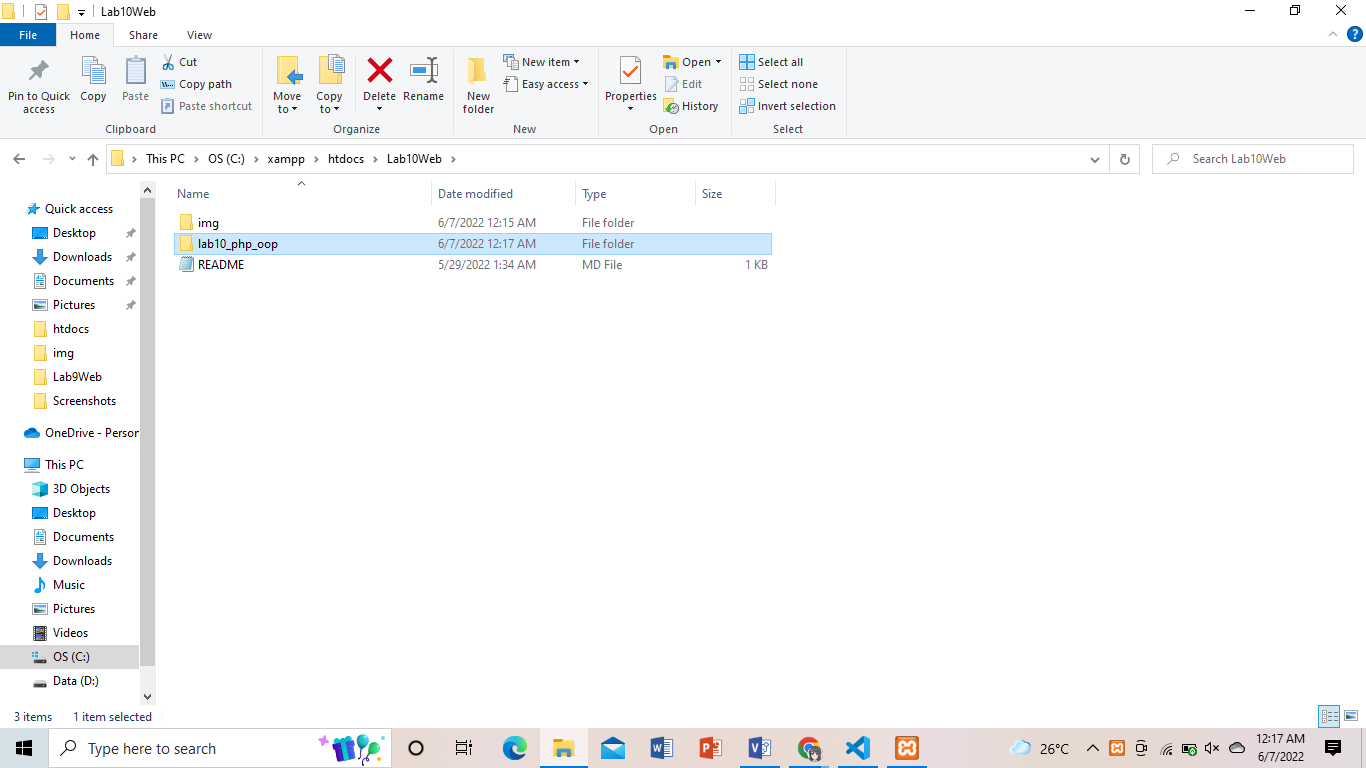 Lab10Web
File Home Share View
Pin to Quick access
Copy
Paste
Cut
Copy path
Paste shortcut
Clipboard
Move to
Copy to
Delete
Rename
Organize
New folder
New item
Easy access
New
Properties
Open
Edit
History
Open
Select all
Select none
Invert selection
Select
This PC > OS (C:) > xampp > htdocs > Lab10Web >
Search Lab10Web
Quick access
Desktop
Downloads
Documents
Pictures
htdocs
img
Lab9Web
Screenshots
OneDrive - Person
This PC
3D Objects
Desktop
Documents
Downloads
Music
Pictures
Videos
OS (C:)
Data (D:)
Name Date modified Type Size
img 6/7/2022 12:15 AM File folder
lab10_php_oop 6/7/2022 12:17 AM File folder
README 5/29/2022 1:34 AM MD File 1 KB
3 items 1 item selected
Type here to search
26°C
12:17 AM
6/7/2022